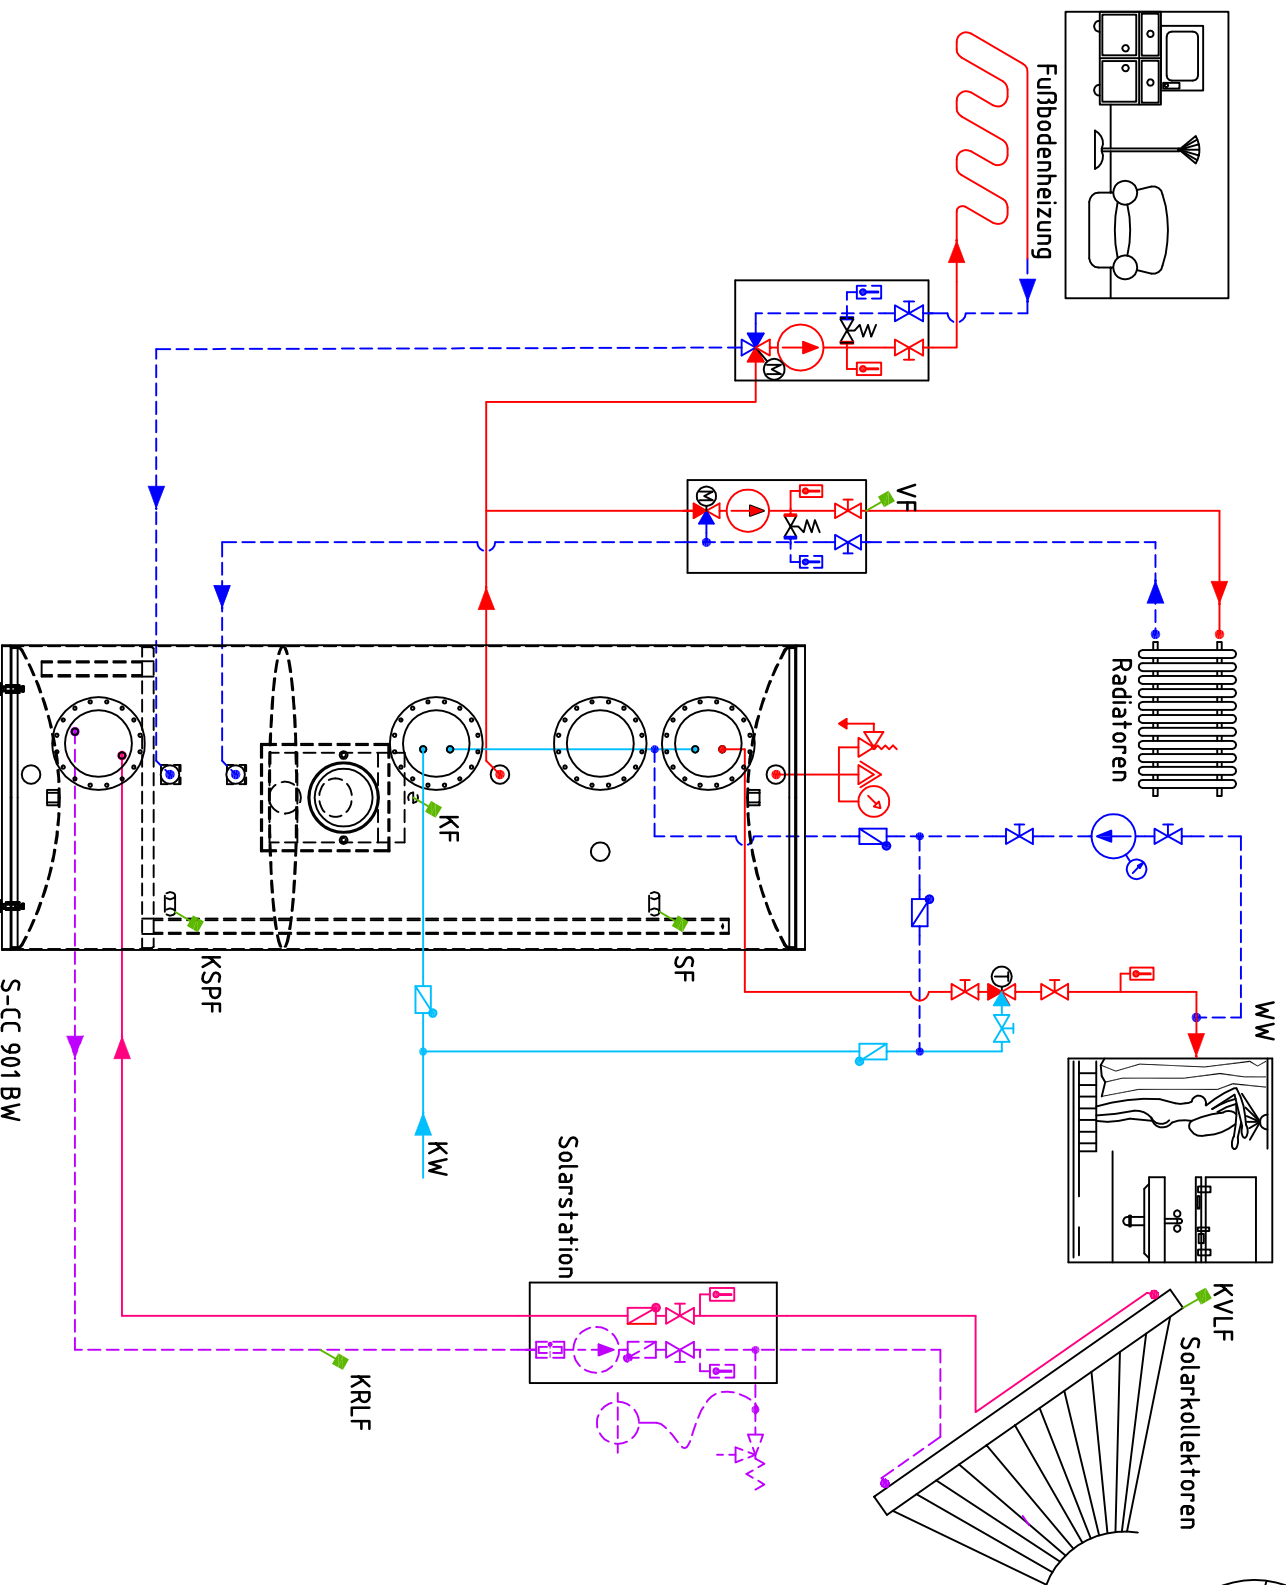 Fußbodenheizung
VF
Radiatoren
M
M
KF
KSPF
SF
S-CC 901 BW
T
WW
KW
Solarstation
KVLF
Solarkollektoren
KRLF